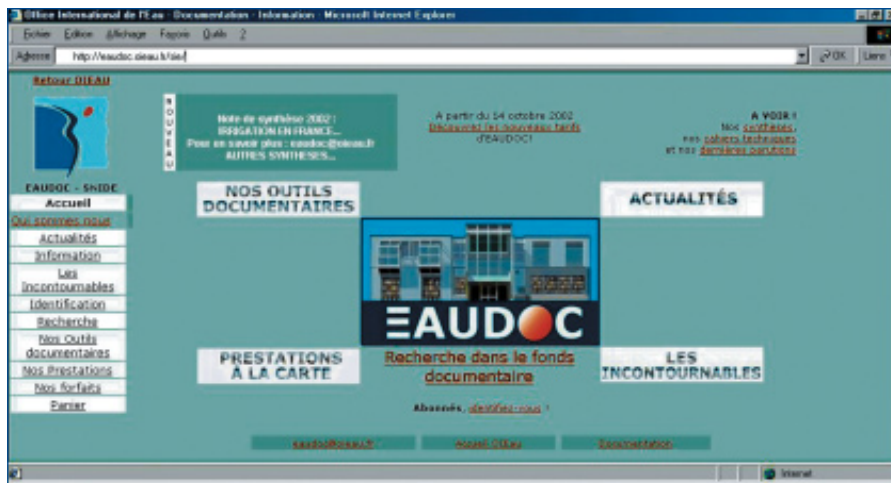 Office International de l'Eau - Documentation - Information - Microsoft Internet Explorer
Fichier Edition Affichage Favoris Outils ?
Adresse http://eaudoc.oieau.fr/sie/ OK Liens
Retour OIEAU
NOUVEAU
Note de synthèse 2002 :
IRRIGATION EN FRANCE...
Pour en savoir plus : eaudoc@oieau.fr
AUTRES SYNTHESES...
A partir du 14 octobre 2002
Découvrez les nouveaux tarifs
d'EAUDOC!
A VOIR !
Nos synthèses,
nos cahiers techniques
et nos dernières parutions
EAUDOC - SNIDE
Accueil
Qui sommes nous
Actualités
Information
Les
Incontournables
Identification
Recherche
Nos Outils
documentaires
Nos Prestations
Nos forfaits
Panier
NOS OUTILS
DOCUMENTAIRES
ACTUALITÉS
EAUDOC
PRESTATIONS
À LA CARTE
Recherche dans le fonds
documentaire
LES
INCONTOURNABLES
Abonnés, identifiez-vous !
eaudoc@oieau.fr
Accueil OIEau
Documentation
Internet